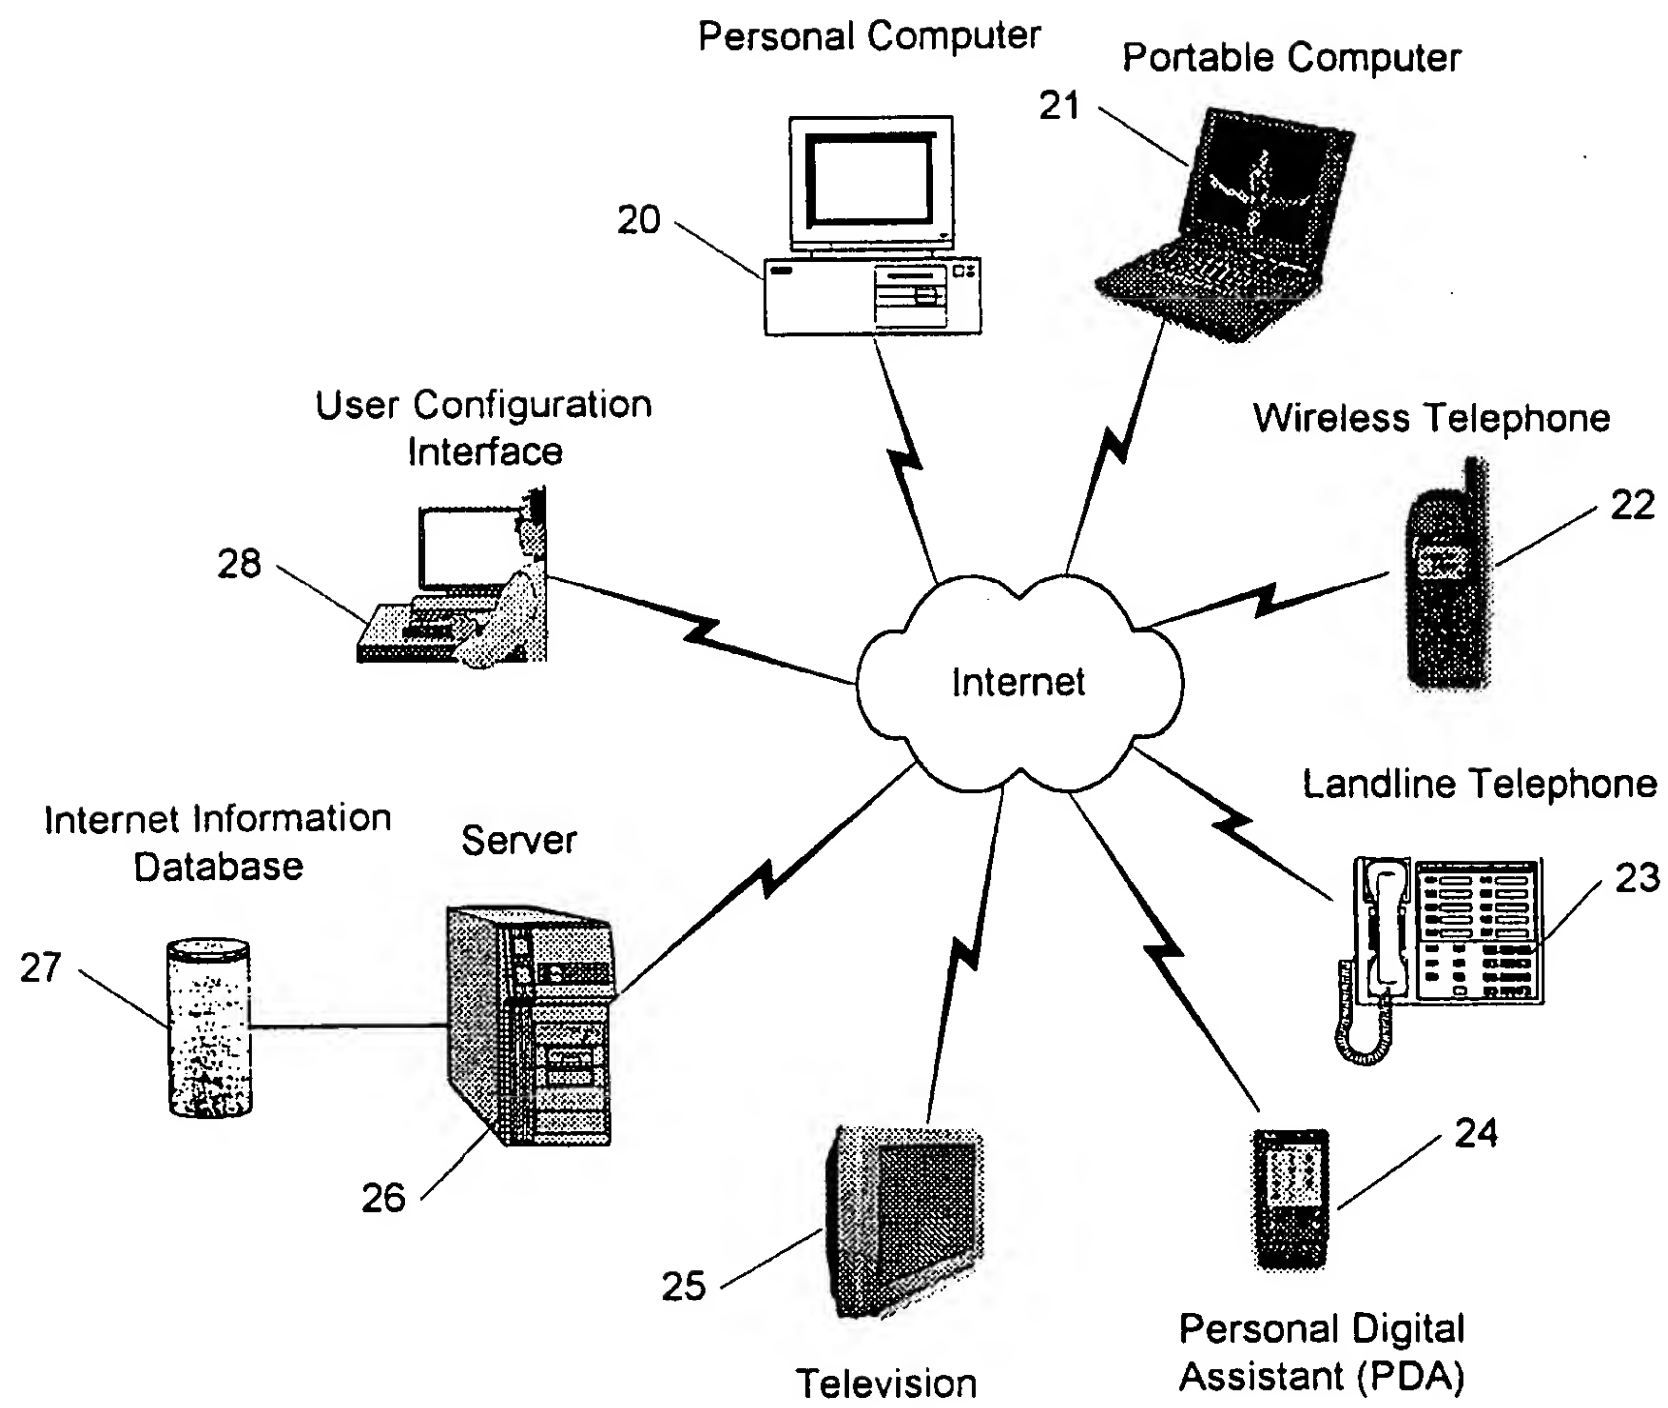 Personal Computer
Portable Computer
21
20
User Configuration
Interface
Wireless Telephone
22
28
Internet
Landline Telephone
Internet Information
Database
Server
23
27
24
26
25
Personal Digital
Assistant (PDA)
Television